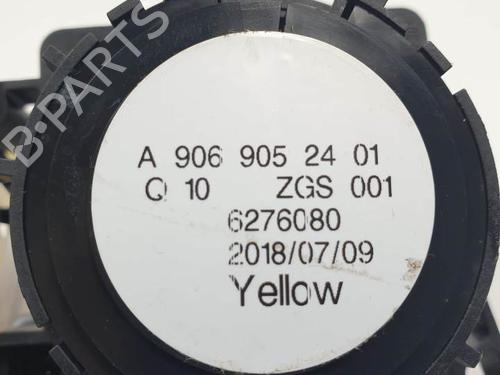 B-PARTS
A 906 905 24 01
Q 10 ZGS 001
6276080
2018/07/09
Yellow